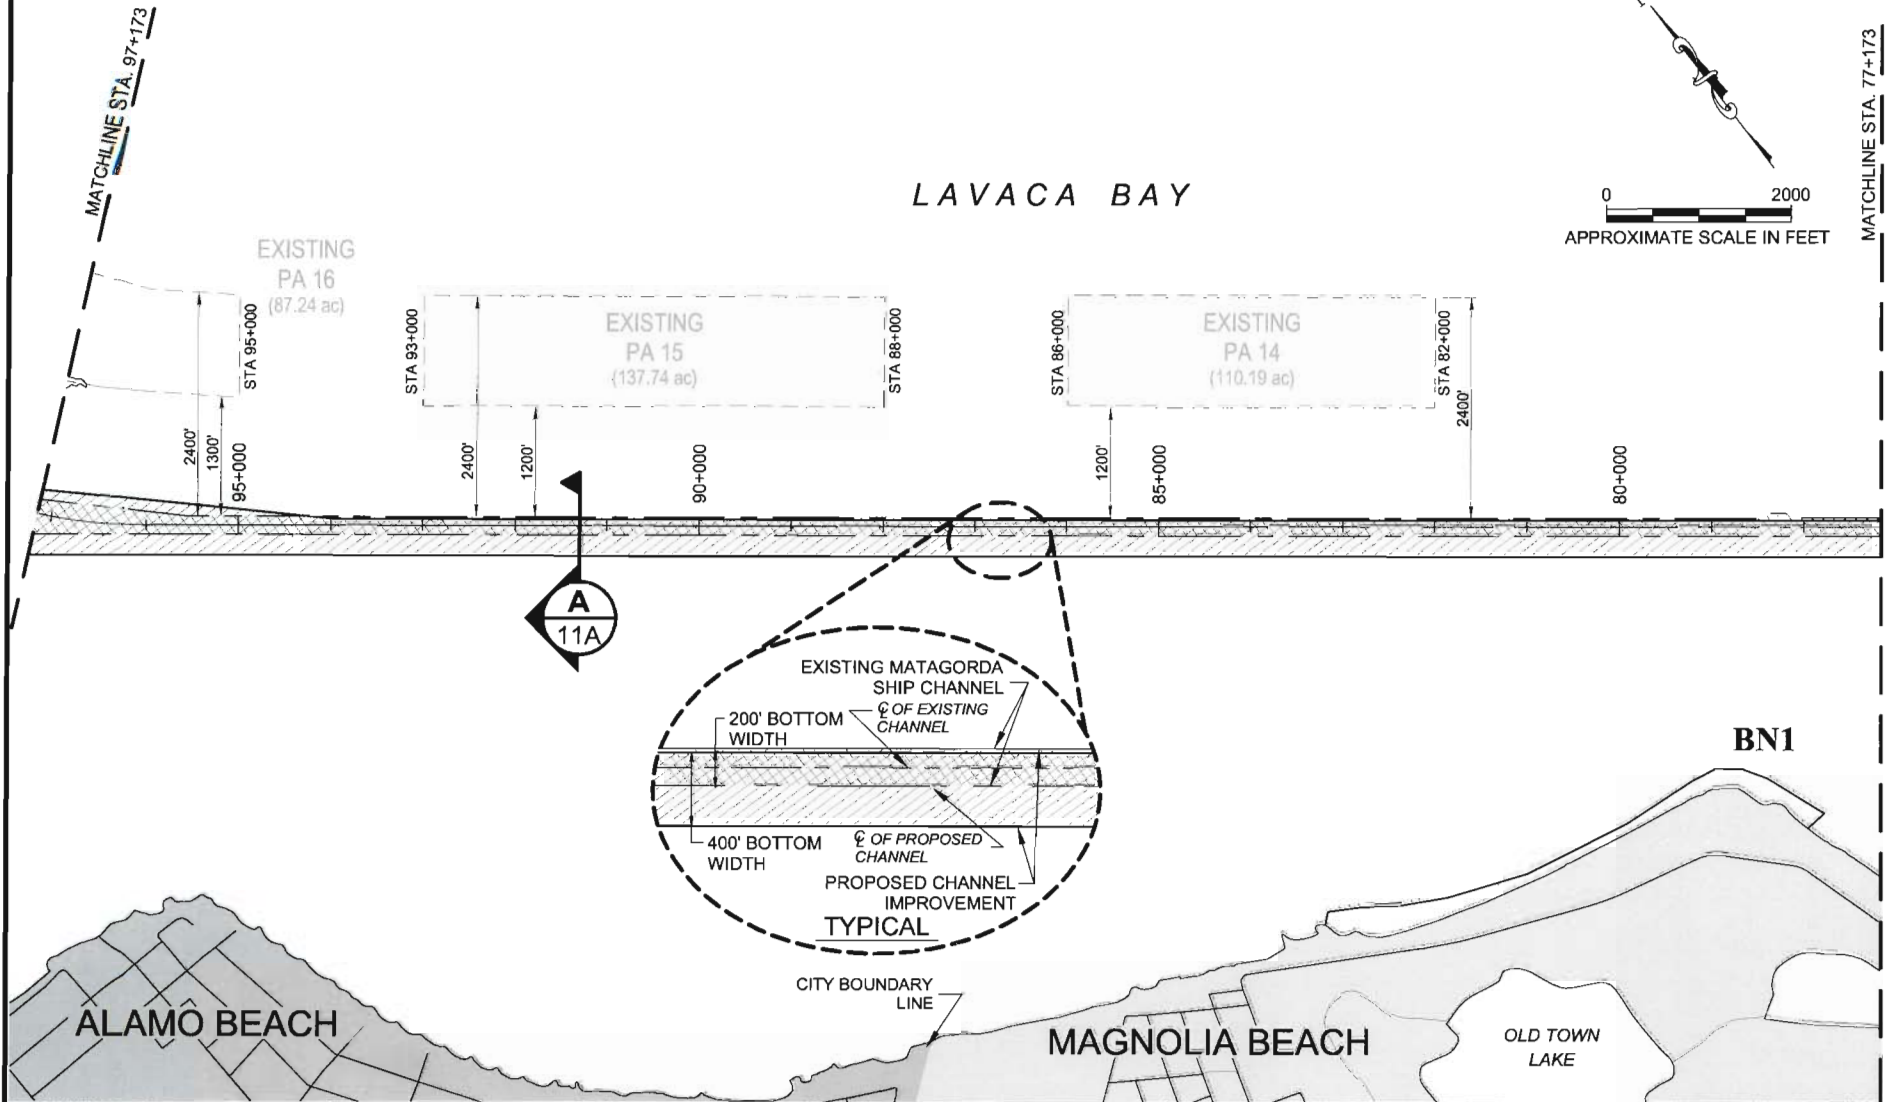 MATCHLINE STA. 97+173
MATCHLINE STA. 77+173
LAVACA BAY
0 2000
APPROXIMATE SCALE IN FEET
EXISTING
PA 16
(87.24 ac)
STA 95+000
2400'
1300'
95+000
STA 93+000
EXISTING
PA 15
(137.74 ac)
STA 88+000
2400'
1200'
90+000
STA 86+000
EXISTING
PA 14
(110.19 ac)
STA 82+000
2400'
1200'
85+000
80+000
A
11A
EXISTING MATAGORDA
SHIP CHANNEL
℄ OF EXISTING
CHANNEL
200' BOTTOM
WIDTH
400' BOTTOM
WIDTH
℄ OF PROPOSED
CHANNEL
PROPOSED CHANNEL
IMPROVEMENT
TYPICAL
BN1
CITY BOUNDARY
LINE
ALAMO BEACH
MAGNOLIA BEACH
OLD TOWN
LAKE